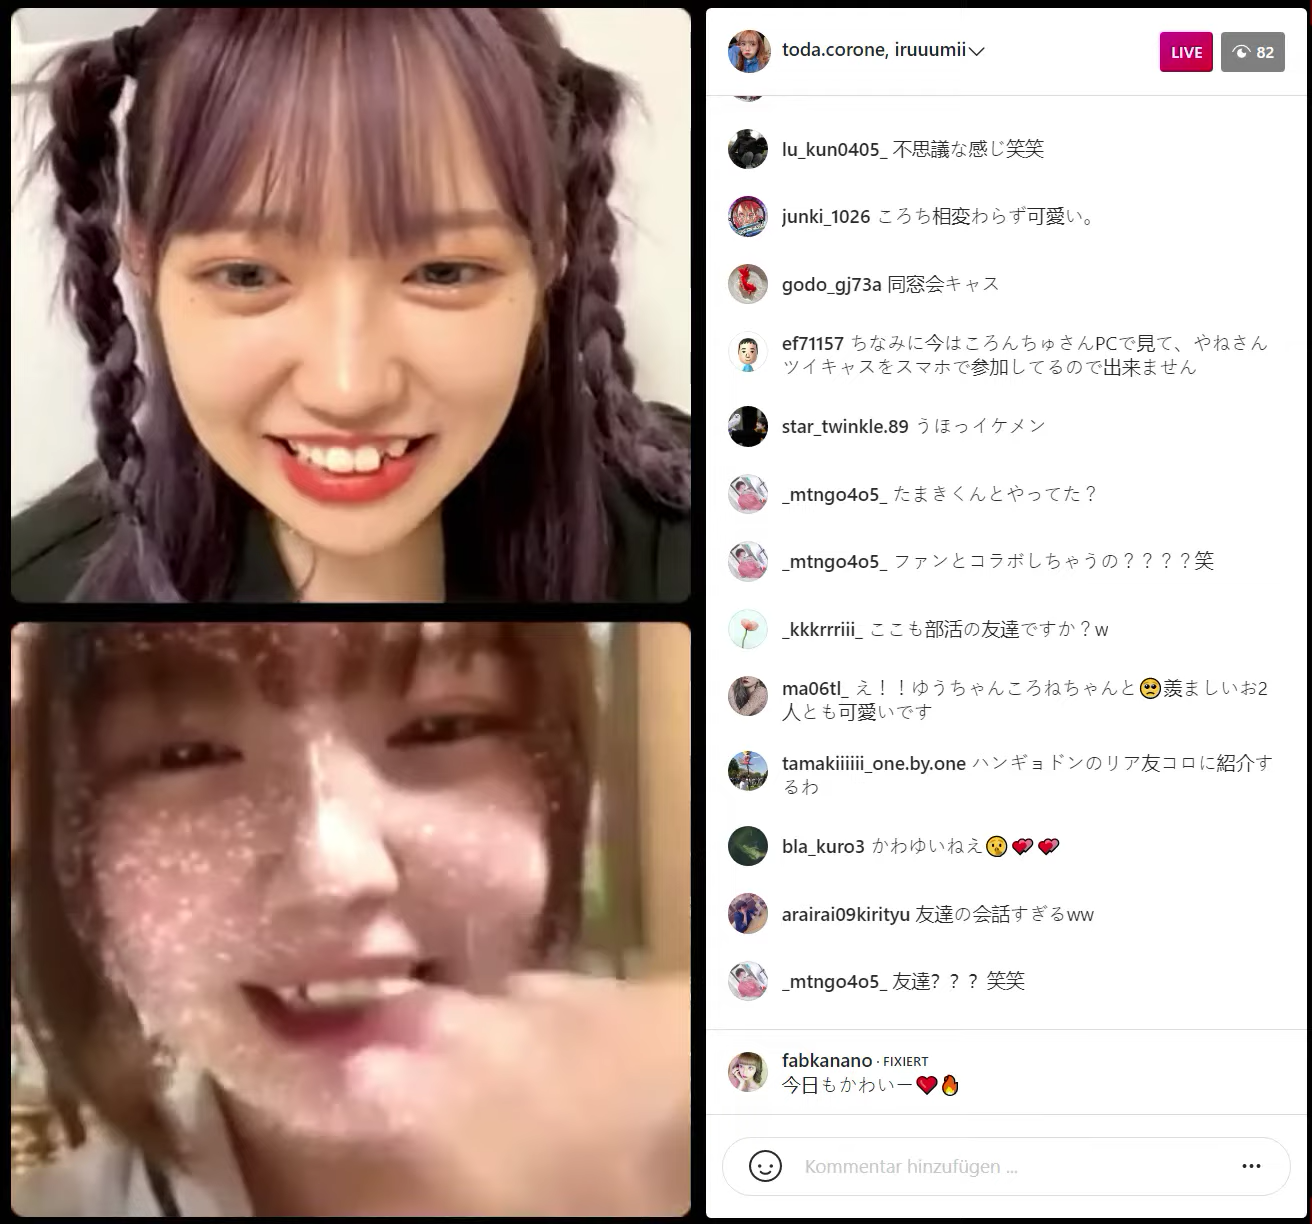 toda.corone, iruuumii
LIVE
82
lu_kun0405_ 不思議な感じ笑笑
junki_1026 ころち相変わらず可愛い。
godo_gj73a 同窓会キャス
ef71157 ちなみに今はころんちゅさんPCで見て、やねさん
ツイキャスをスマホで参加してるので出来ません
star_twinkle.89 うほっイケメン
_mtngo4o5_ たまきくんとやってた？
_mtngo4o5_ ファンとコラボしちゃうの？？？？笑
_kkkrrriii_ ここも部活の友達ですか？w
ma06tl_ え！！ゆうちゃんころねちゃんと🥺羨ましいお2
人とも可愛いです
tamakiiiiii_one.by.one ハンギョドンのリア友コロに紹介す
るわ
bla_kuro3 かわゆいねえ🤫💕💕
arairai09kirityu 友達の会話すぎるww
_mtngo4o5_ 友達？？？笑笑
fabkanano · FIXIERT
今日もかわいー❤️🔥
Kommentar hinzufügen ...